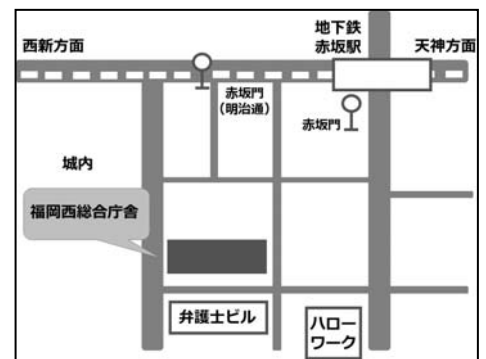 西新方面
地下鉄
赤坂駅
天神方面
赤坂門
(明治通)
赤坂門
城内
福岡西総合庁舎
弁護士ビル
ハロー
ワーク